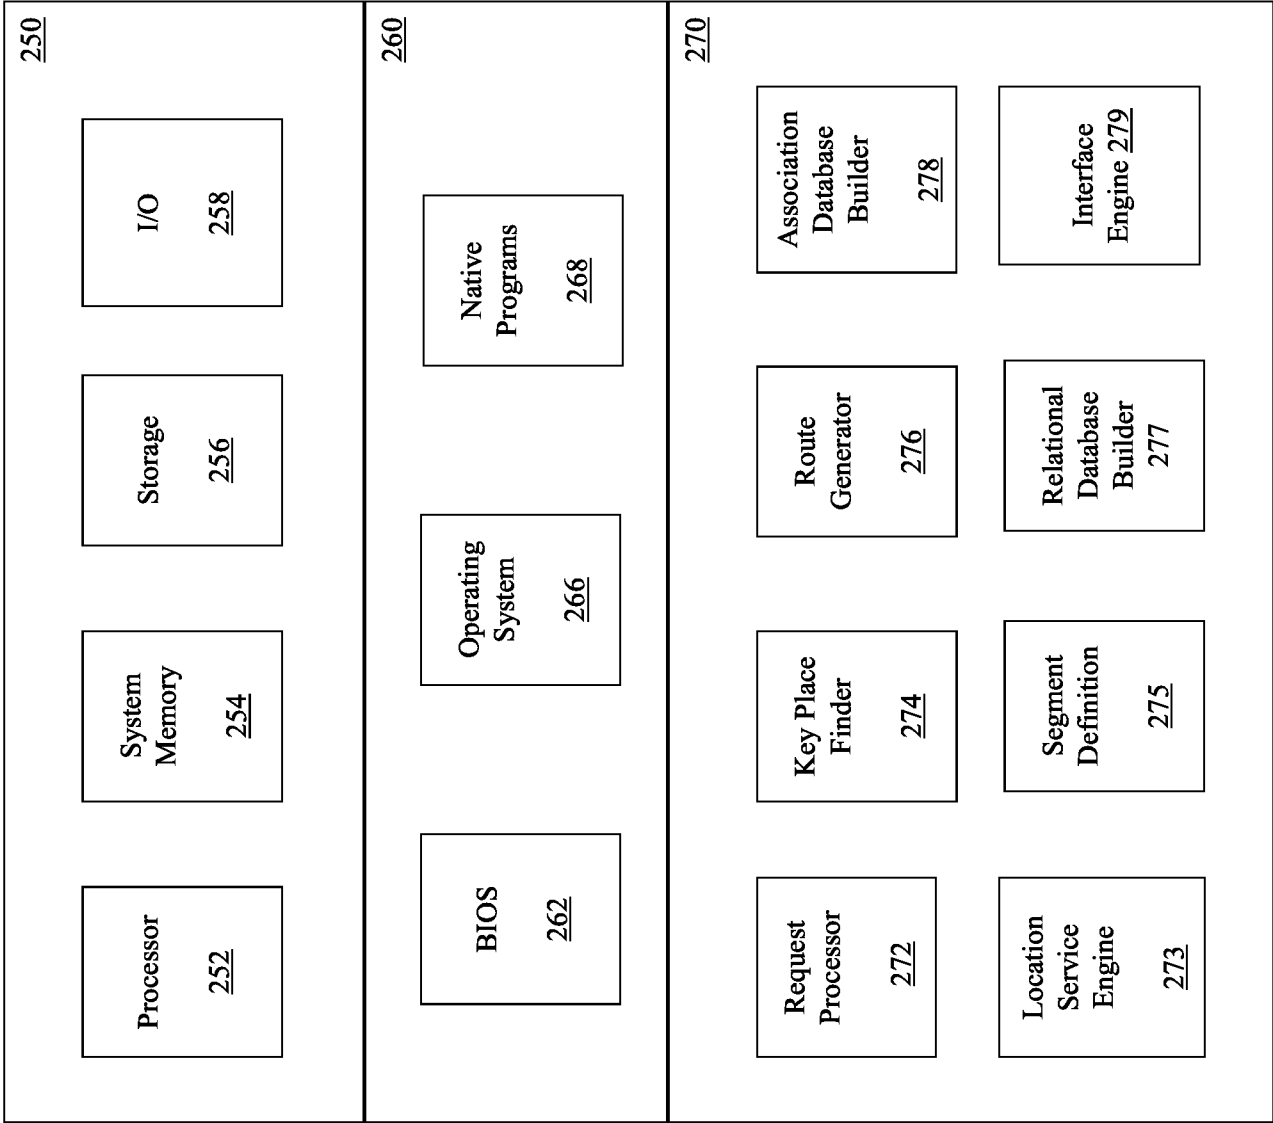 250
Processor
252
System
Memory
254
Storage
256
I/O
258
260
BIOS
262
Operating
System
266
Native
Programs
268
270
Request
Processor
272
Key Place
Finder
274
Route
Generator
276
Association
Database
Builder
278
Location
Service
Engine
273
Segment
Definition
275
Relational
Database
Builder
277
Interface
Engine 279